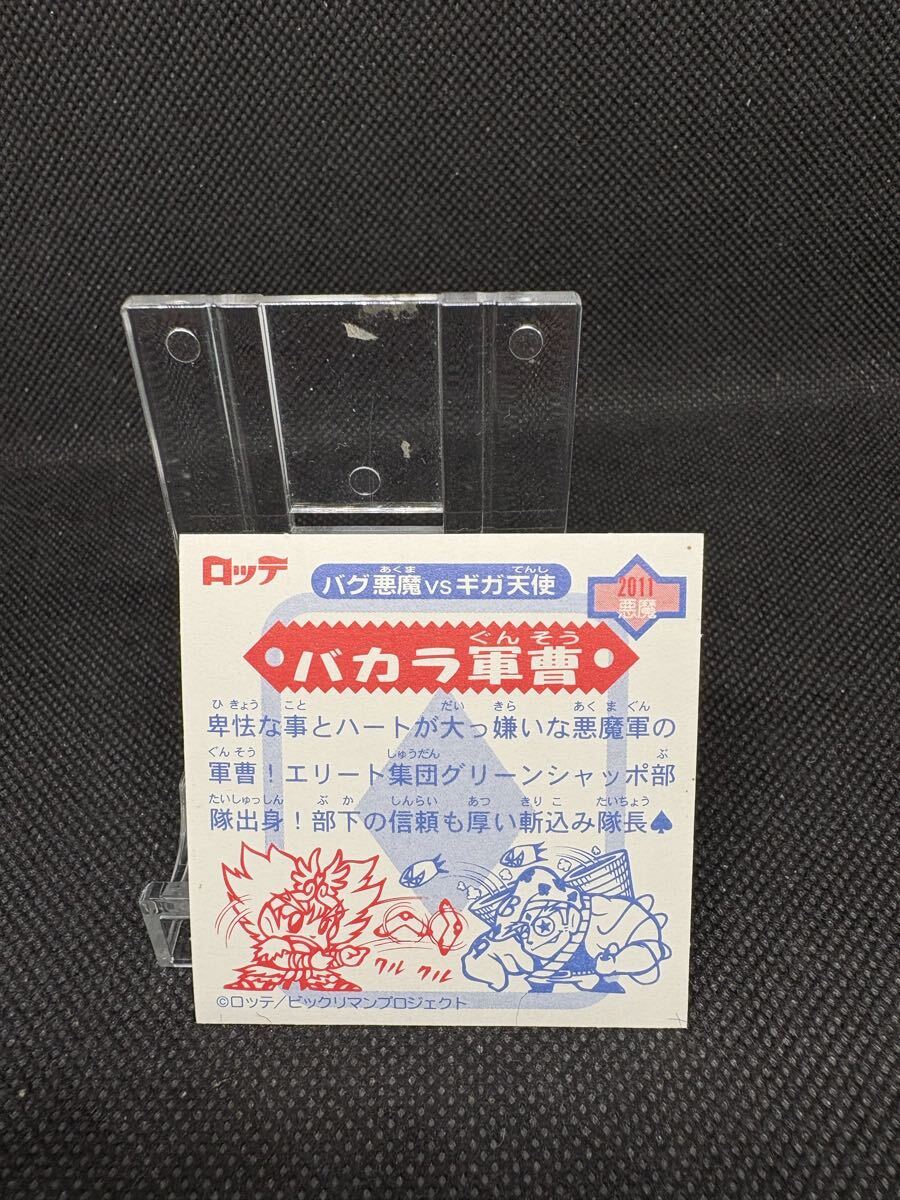 ロッテ
あくま てんし
バグ悪魔vsギガ天使
2011
悪魔
ぐんそう
バカラ軍曹
ひきょう こと だい きら あくまぐん
卑怯な事とハートが大っ嫌いな悪魔軍の
ぐんそう しゅうだん ぶ
軍曹！エリート集団グリーンシャッポ部
たいしゅっしん ぶか しんらい あつ きりこ たいちょう
隊出身！部下の信頼も厚い斬込み隊長♠
クル クル
©ロッテ/ビックリマンプロジェクト